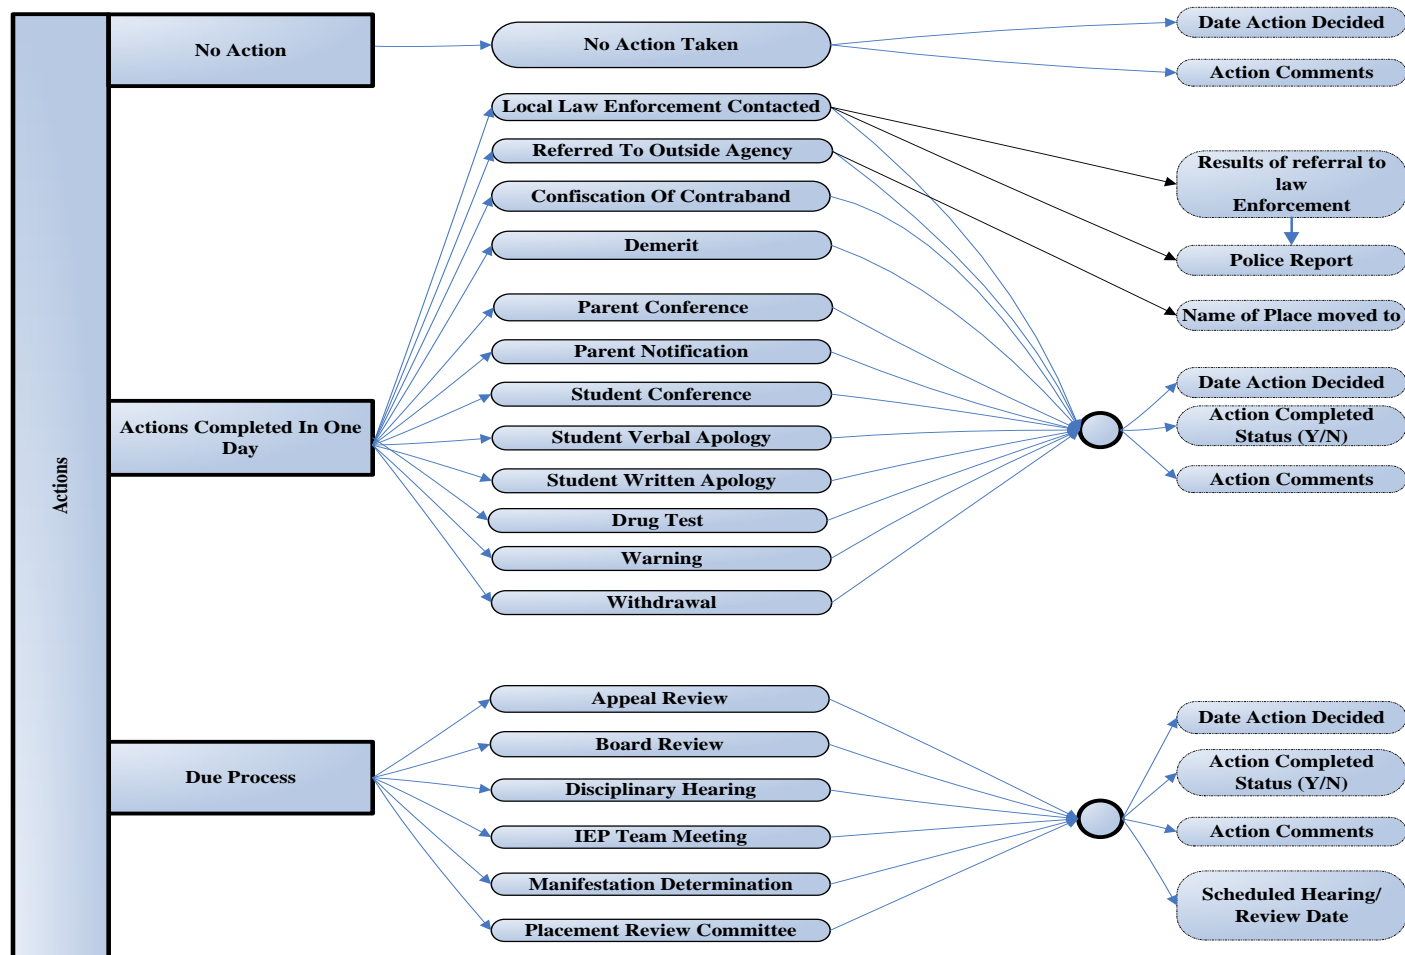 Actions
No Action
No Action Taken
Date Action Decided
Action Comments
Actions Completed In One
Day
Local Law Enforcement Contacted
Referred To Outside Agency
Confiscation Of Contraband
Demerit
Parent Conference
Parent Notification
Student Conference
Student Verbal Apology
Student Written Apology
Drug Test
Warning
Withdrawal
Results of referral to
law
Enforcement
Police Report
Name of Place moved to
Date Action Decided
Action Completed
Status (Y/N)
Action Comments
Due Process
Appeal Review
Board Review
Disciplinary Hearing
IEP Team Meeting
Manifestation Determination
Placement Review Committee
Date Action Decided
Action Completed
Status (Y/N)
Action Comments
Scheduled Hearing/
Review Date